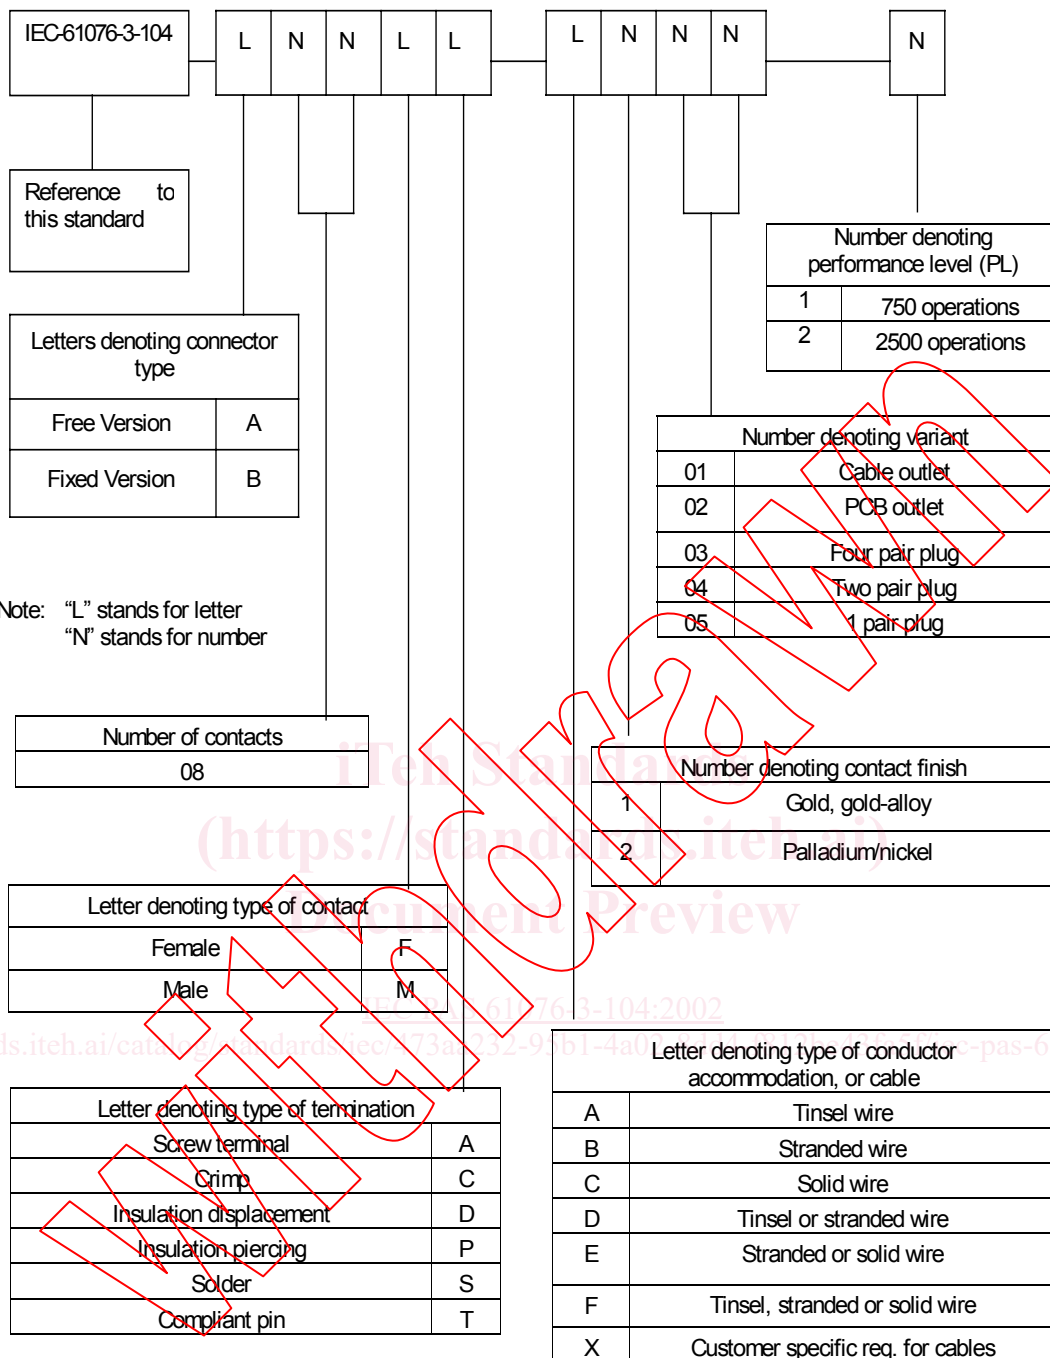 IEC-61076-3-104
L N N L L
L N N N
N
Reference to
this standard
Number denoting
performance level (PL)
1 750 operations
2 2500 operations
Letters denoting connector
type
Free Version A
Fixed Version B
Number denoting variant
01 Cable outlet
02 PCB outlet
03 Four pair plug
04 Two pair plug
05 1 pair plug
Note: “L” stands for letter
“N” stands for number
Number of contacts
08
Number denoting contact finish
1 Gold, gold-alloy
2 Palladium/nickel
Letter denoting type of contact
Female F
Male M
Letter denoting type of termination
Screw terminal A
Crimp C
Insulation displacement D
Insulation piercing P
Solder S
Compliant pin T
Letter denoting type of conductor
accommodation, or cable
A Tinsel wire
B Stranded wire
C Solid wire
D Tinsel or stranded wire
E Stranded or solid wire
F Tinsel, stranded or solid wire
X Customer specific req. for cables
iTeh Standards
(https://standards.iteh.ai)
Document Preview
IEC PAS 61076-3-104:2002
Withdrawn